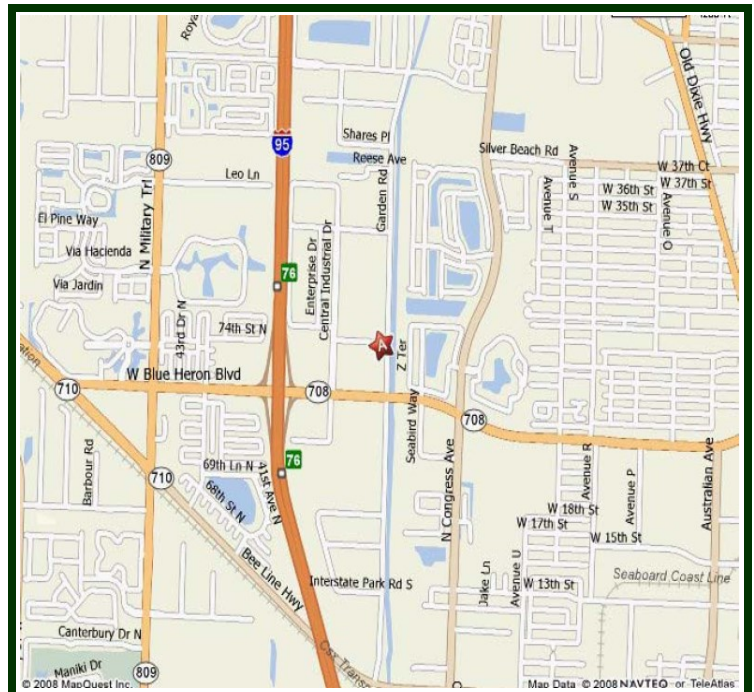 Roya
Old Dixie Hwy
Shares Pl
95
809
Reese Ave
Silver Beach Rd
W 37th Ct
Leo Ln
W 37th St
W 36th St
W 35th St
Avenue S
Avenue T
Avenue O
N Military Trl
Garden Rd
El Pine Way
Via Hacienda
Via Jardin
Enterprise Dr
Central Industrial Dr
76
74th St N
43rd Dr N
A
Z Ter
W Blue Heron Blvd
710
708
708
Seabird Way
N Congress Ave
Barbour Rd
69th Ln N
76
710
68th St N
41st Ave N
Avenue R
Avenue P
Australian Ave
W 18th St
W 17th St
W 15th St
Bee Line Hwy
Interstate Park Rd S
Jake Ln
Avenue U
W 13th St
Seaboard Coast Line
Canterbury Dr N
Csx Transc
Maniki Dr
809
© 2008 MapQuest Inc.
Map Data © 2008 NAVTEQ or TeleAtlas